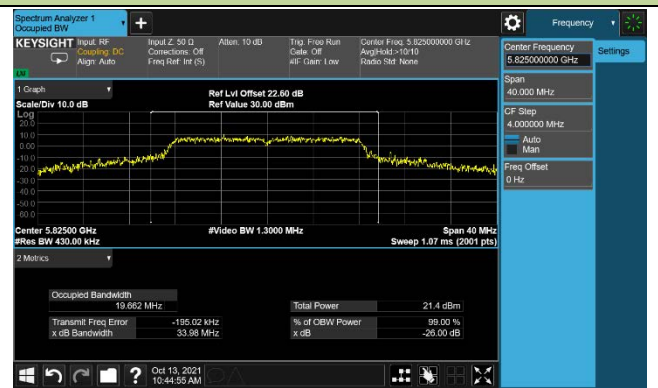 Spectrum Analyzer 1
Occupied BW
Frequency
KEYSIGHT
Input: RF
Coupling: DC
Align: Auto
Input Z: 50 Ω
Corrections: Off
Freq Ref: Int (S)
Atten: 10 dB
Trig: Free Run
Gate: Off
#IF Gain: Low
Center Freq: 5.825000000 GHz
Avg|Hold:>10/10
Radio Std: None
LXI
Center Frequency
5.825000000 GHz
Settings
Span
40.000 MHz
CF Step
4.000000 MHz
Auto
Man
Freq Offset
0 Hz
1 Graph
Scale/Div 10.0 dB
Ref Lvl Offset 22.60 dB
Ref Value 30.00 dBm
Log
20.0
10.0
0.00
-10.0
-20.0
-30.0
-40.0
-50.0
-60.0
Center 5.82500 GHz
#Res BW 430.00 kHz
#Video BW 1.3000 MHz
Span 40 MHz
Sweep 1.07 ms (2001 pts)
2 Metrics
Occupied Bandwidth
19.662 MHz
Total Power 21.4 dBm
Transmit Freq Error -195.02 kHz
% of OBW Power 99.00 %
x dB Bandwidth 33.98 MHz
x dB -26.00 dB
Oct 13, 2021
10:44:55 AM